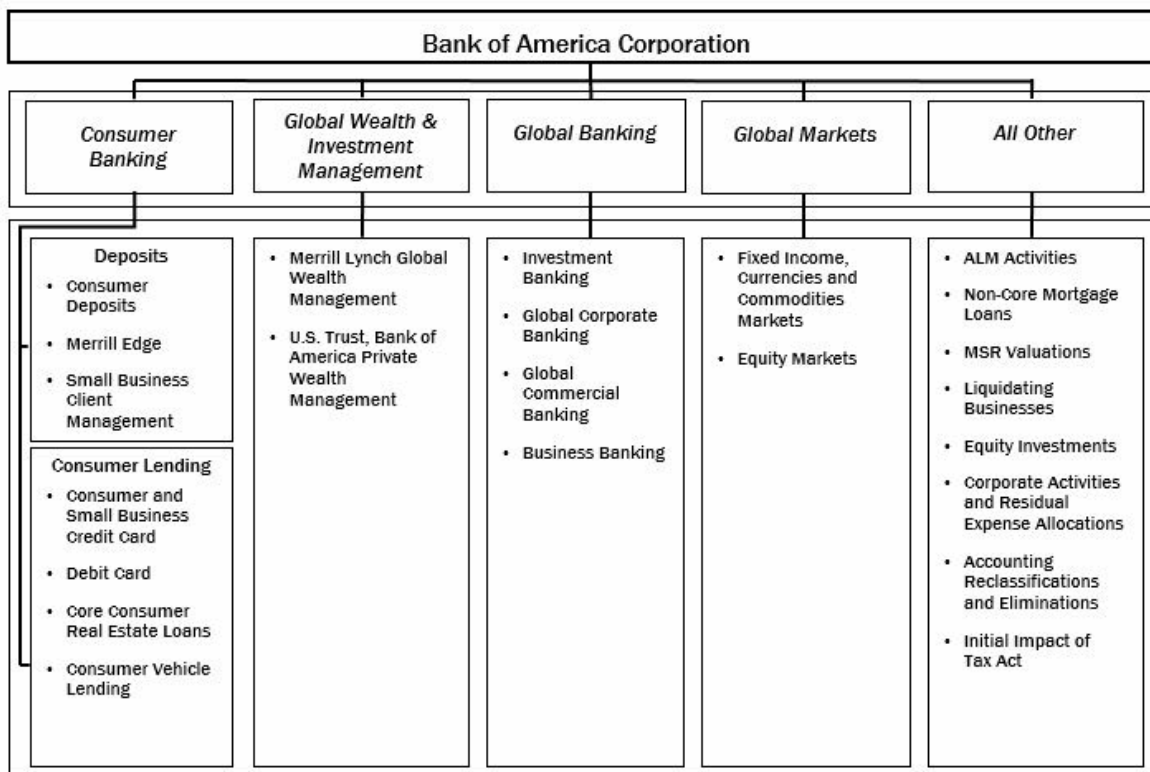 Bank of America Corporation
Consumer
Banking
Global Wealth &
Investment
Management
Global Banking
Global Markets
All Other
Deposits
• Consumer
Deposits
• Merrill Edge
• Small Business
Client
Management
Consumer Lending
• Consumer and
Small Business
Credit Card
• Debit Card
• Core Consumer
Real Estate Loans
• Consumer Vehicle
Lending
• Merrill Lynch Global
Wealth
Management
• U.S. Trust, Bank of
America Private
Wealth
Management
• Investment
Banking
• Global Corporate
Banking
• Global
Commercial
Banking
• Business Banking
• Fixed Income,
Currencies and
Commodities
Markets
• Equity Markets
• ALM Activities
• Non-Core Mortgage
Loans
• MSR Valuations
• Liquidating
Businesses
• Equity Investments
• Corporate Activities
and Residual
Expense Allocations
• Accounting
Reclassifications
and Eliminations
• Initial Impact of
Tax Act